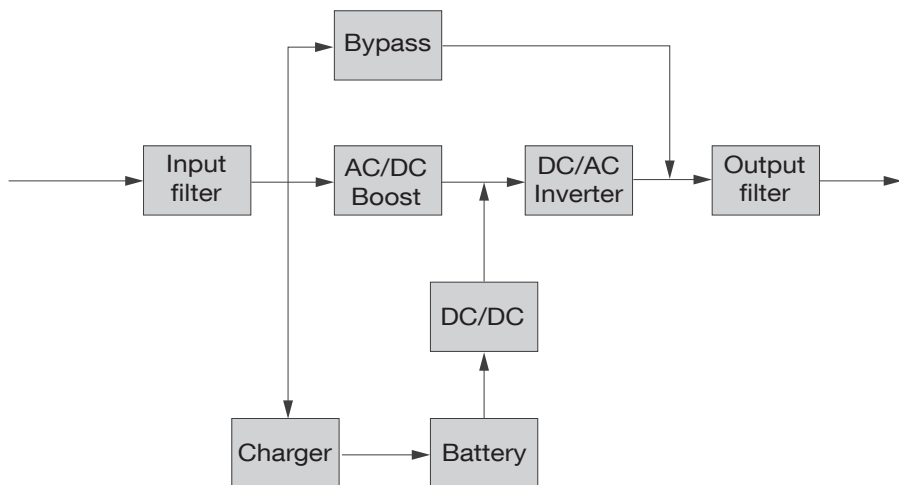 Bypass
Input
filter
AC/DC
Boost
DC/AC
Inverter
Output
filter
DC/DC
Charger
Battery